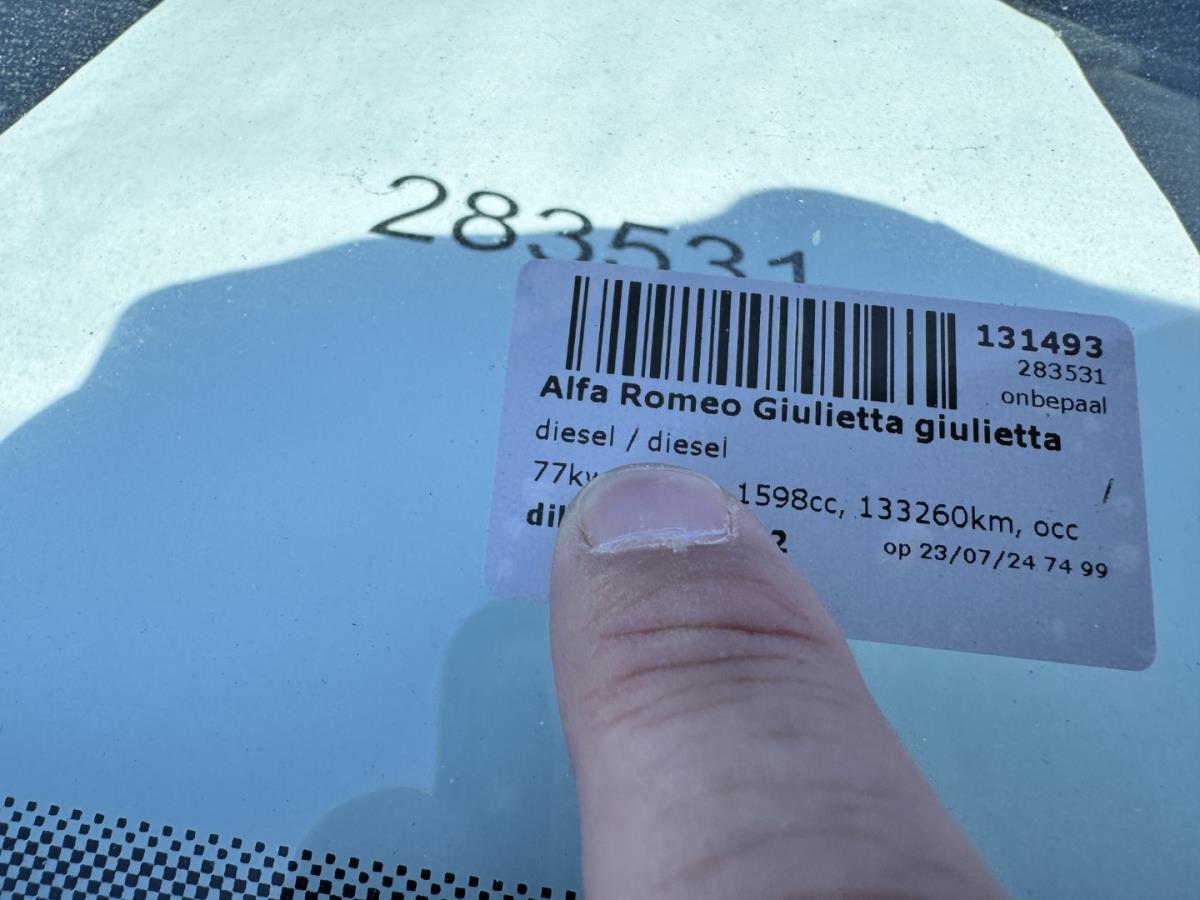 283531
131493
283531
onbepaal
Alfa Romeo Giulietta giulietta
diesel / diesel
/
1598cc, 133260km, occ
op 23/07/24 74 99